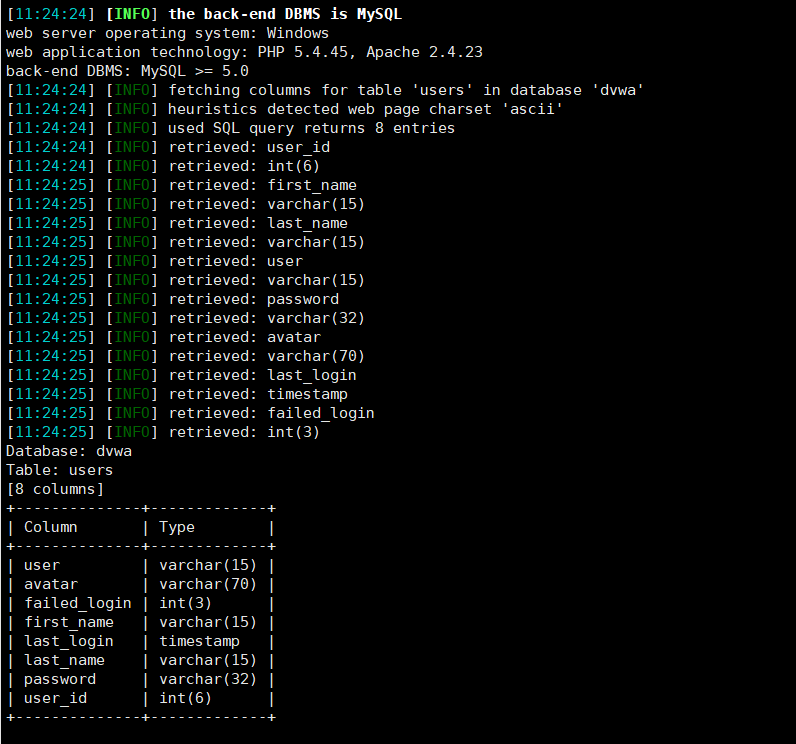 [11:24:24] [INFO] the back-end DBMS is MySQL
web server operating system: Windows
web application technology: PHP 5.4.45, Apache 2.4.23
back-end DBMS: MySQL >= 5.0
[11:24:24] [INFO] fetching columns for table 'users' in database 'dvwa'
[11:24:24] [INFO] heuristics detected web page charset 'ascii'
[11:24:24] [INFO] used SQL query returns 8 entries
[11:24:24] [INFO] retrieved: user_id
[11:24:24] [INFO] retrieved: int(6)
[11:24:25] [INFO] retrieved: first_name
[11:24:25] [INFO] retrieved: varchar(15)
[11:24:25] [INFO] retrieved: last_name
[11:24:25] [INFO] retrieved: varchar(15)
[11:24:25] [INFO] retrieved: user
[11:24:25] [INFO] retrieved: varchar(15)
[11:24:25] [INFO] retrieved: password
[11:24:25] [INFO] retrieved: varchar(32)
[11:24:25] [INFO] retrieved: avatar
[11:24:25] [INFO] retrieved: varchar(70)
[11:24:25] [INFO] retrieved: last_login
[11:24:25] [INFO] retrieved: timestamp
[11:24:25] [INFO] retrieved: failed_login
[11:24:25] [INFO] retrieved: int(3)
Database: dvwa
Table: users
[8 columns]
+--------------+-------------+
| Column       | Type        |
+--------------+-------------+
| user         | varchar(15) |
| avatar       | varchar(70) |
| failed_login | int(3)      |
| first_name   | varchar(15) |
| last_login   | timestamp   |
| last_name    | varchar(15) |
| password     | varchar(32) |
| user_id      | int(6)      |
+--------------+-------------+